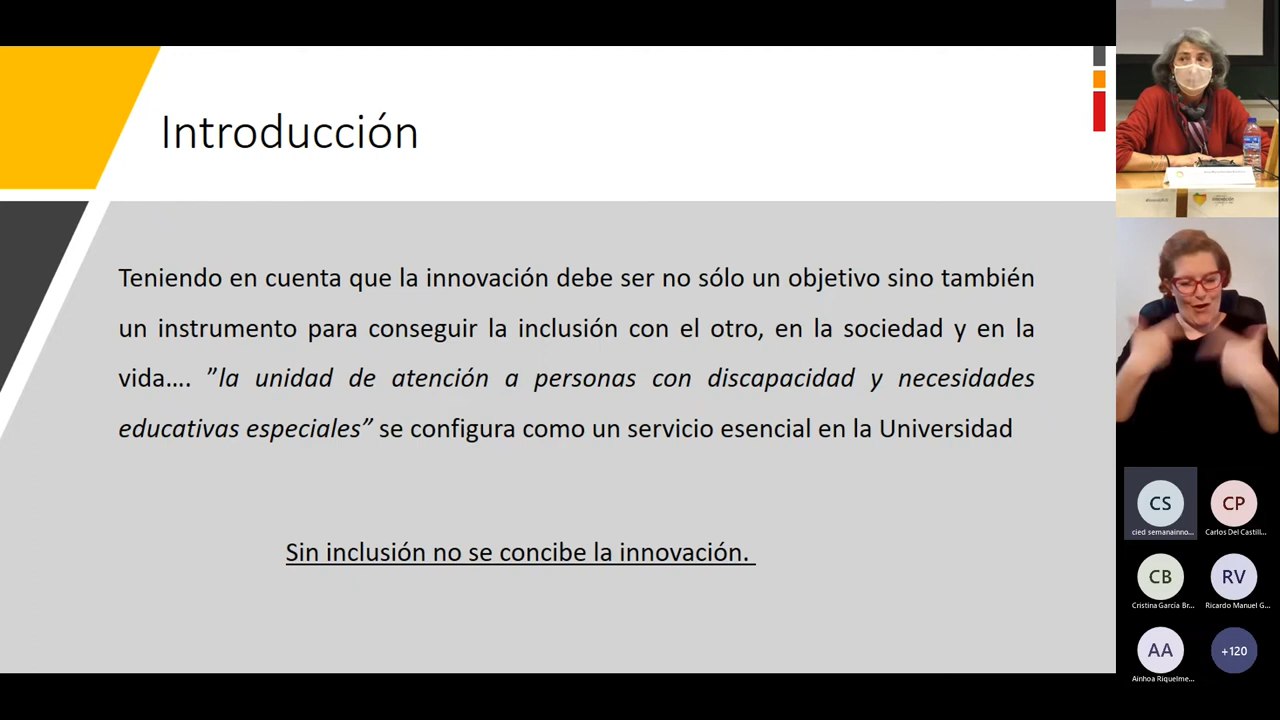 Introducción
Teniendo en cuenta que la innovación debe ser no sólo un objetivo sino también
un instrumento para conseguir la inclusión con el otro, en la sociedad y en la
vida…. ”la unidad de atención a personas con discapacidad y necesidades
educativas especiales” se configura como un servicio esencial en la Universidad
Sin inclusión no se concibe la innovación.
CS
CP
cied semanainno...
Carlos Del Castill...
CB
RV
Cristina García Br...
Ricardo Manuel G...
AA
+120
Ainhoa Riquelme...